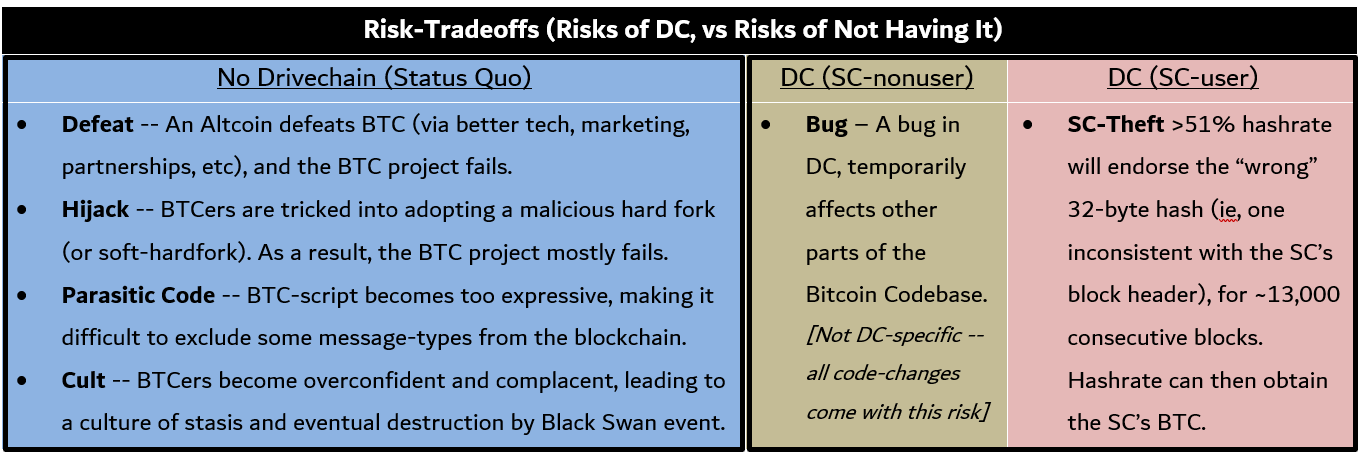 Risk-Tradeoffs (Risks of DC, vs Risks of Not Having It)
No Drivechain (Status Quo)
• Defeat -- An Altcoin defeats BTC (via better tech, marketing,
partnerships, etc), and the BTC project fails.
• Hijack -- BTCers are tricked into adopting a malicious hard fork
(or soft-hardfork). As a result, the BTC project mostly fails.
• Parasitic Code -- BTC-script becomes too expressive, making it
difficult to exclude some message-types from the blockchain.
• Cult -- BTCers become overconfident and complacent, leading to
a culture of stasis and eventual destruction by Black Swan event.
DC (SC-nonuser)
• Bug – A bug in
DC, temporarily
affects other
parts of the
Bitcoin Codebase.
[Not DC-specific --
all code-changes
come with this risk]
DC (SC-user)
• SC-Theft >51% hashrate
will endorse the “wrong”
32-byte hash (ie, one
inconsistent with the SC’s
block header), for ~13,000
consecutive blocks.
Hashrate can then obtain
the SC’s BTC.